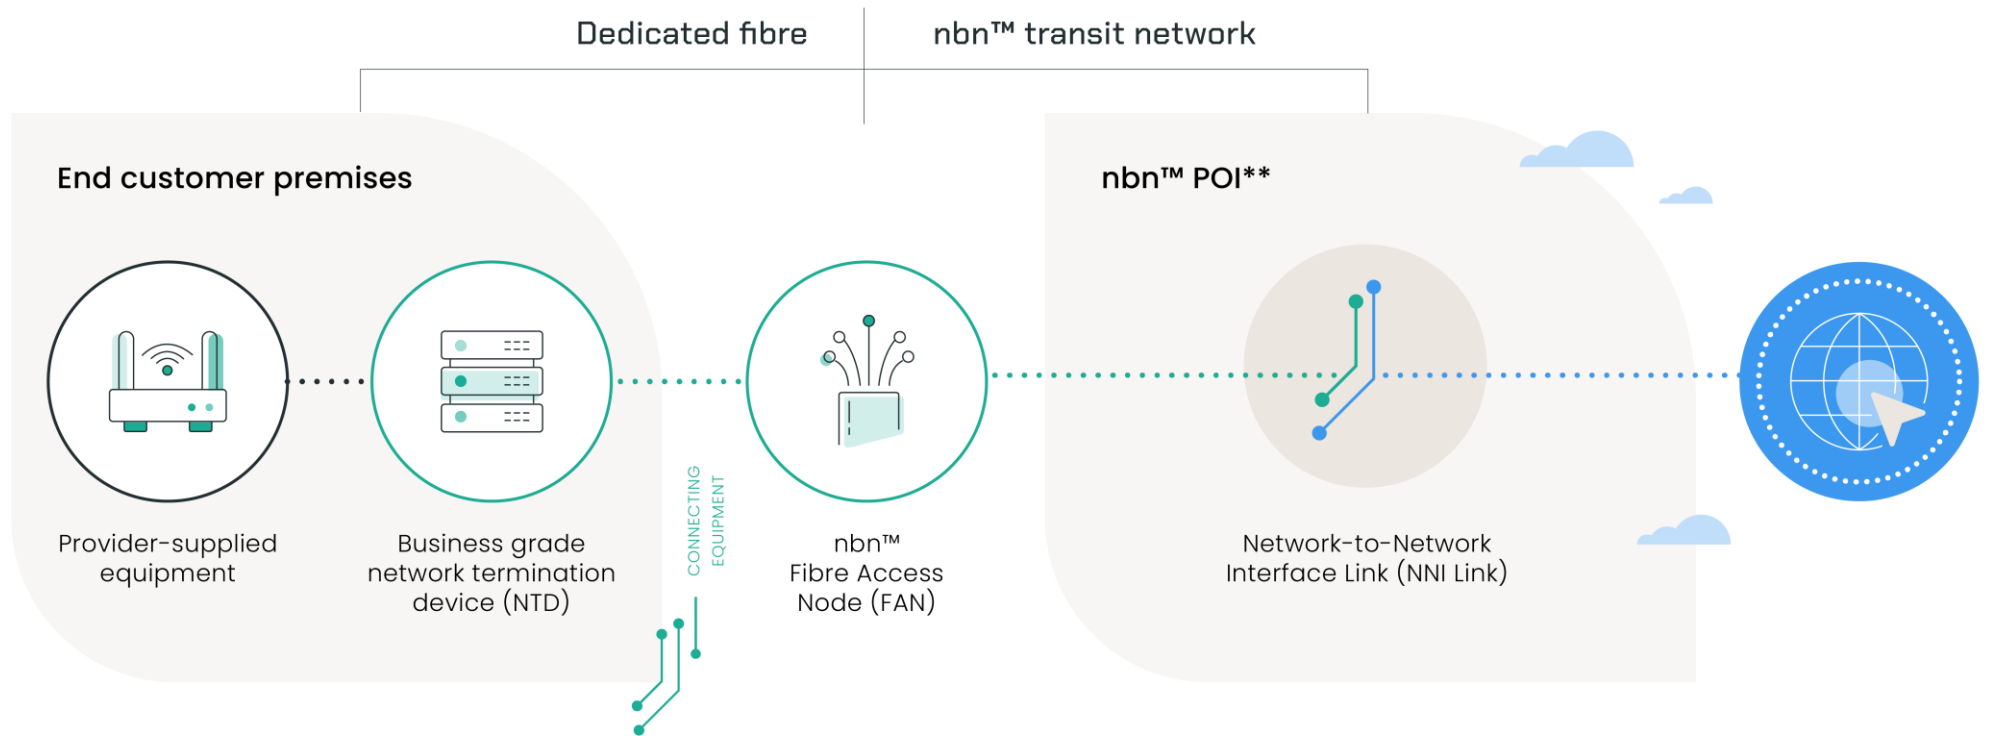 Dedicated fibre
nbn™ transit network
End customer premises
nbn™ POI**
Provider-supplied
equipment
Business grade
network termination
device (NTD)
CONNECTING
EQUIPMENT
nbn™
Fibre Access
Node (FAN)
Network-to-Network
Interface Link (NNI Link)